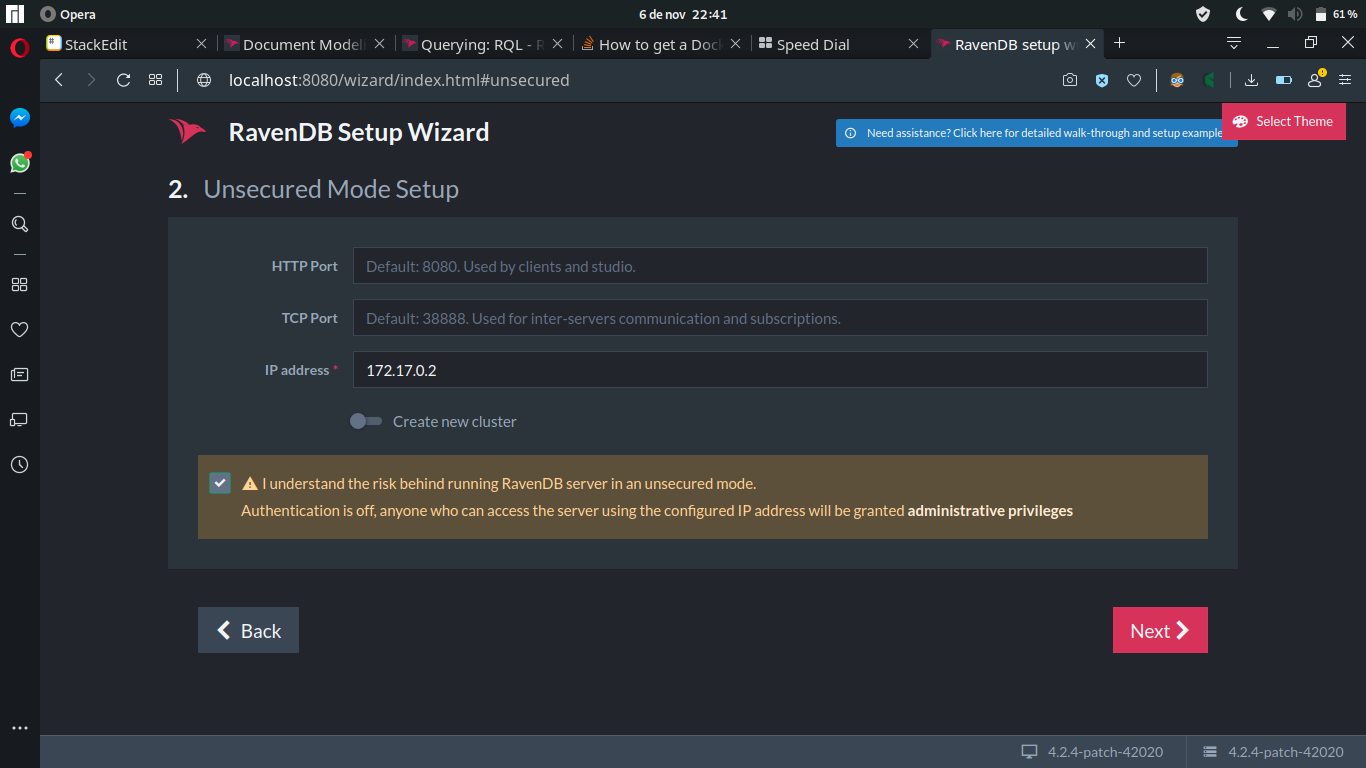 Opera
6 de nov 22:41
61 %
StackEdit
Document Model
Querying: RQL - R
How to get a Doc
Speed Dial
RavenDB setup w
localhost:8080/wizard/index.html#unsecured
RavenDB Setup Wizard
Need assistance? Click here for detailed walk-through and setup example
Select Theme
2. Unsecured Mode Setup
HTTP Port
Default: 8080. Used by clients and studio.
TCP Port
Default: 38888. Used for inter-servers communication and subscriptions.
IP address *
172.17.0.2
Create new cluster
I understand the risk behind running RavenDB server in an unsecured mode.
Authentication is off, anyone who can access the server using the configured IP address will be granted administrative privileges
Back
Next
4.2.4-patch-42020
4.2.4-patch-42020